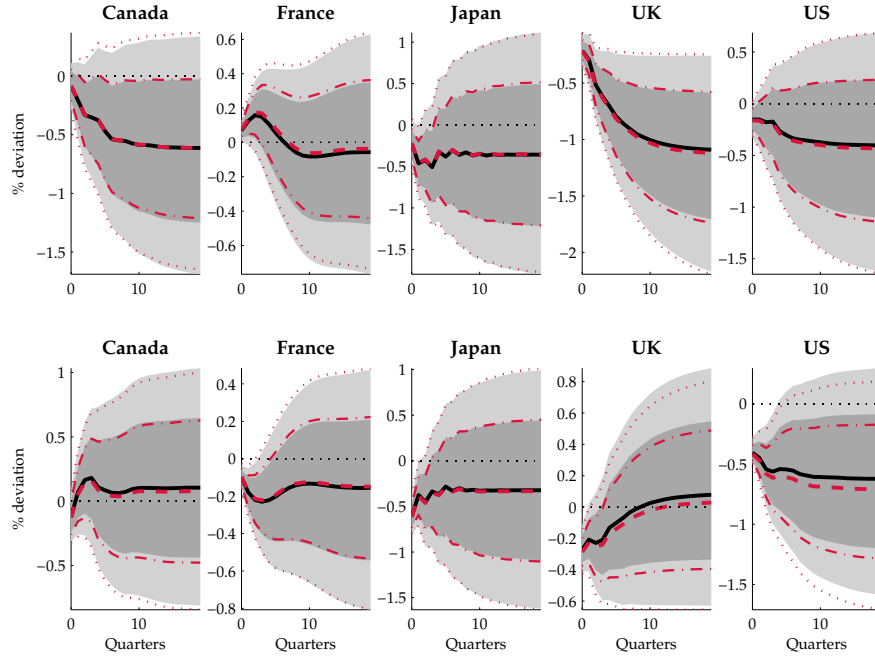 Canada France Japan UK US
% deviation
0 −0.5 −1 −1.5
0.6 0.4 0.2 0 −0.2 −0.4 −0.6
1 0.5 0 −0.5 −1 −1.5
−0.5 −1 −1.5 −2
0.5 0 −0.5 −1 −1.5
0 10 0 10 0 10 0 10 0 10
Canada France Japan UK US
% deviation
1 0.5 0 −0.5
0.4 0.2 0 −0.2 −0.4 −0.6 −0.8
1 0.5 0 −0.5 −1 −1.5
0.8 0.6 0.4 0.2 0 −0.2 −0.4 −0.6
0 −0.5 −1 −1.5
0 10 0 10 0 10 0 10 0 10
Quarters Quarters Quarters Quarters Quarters